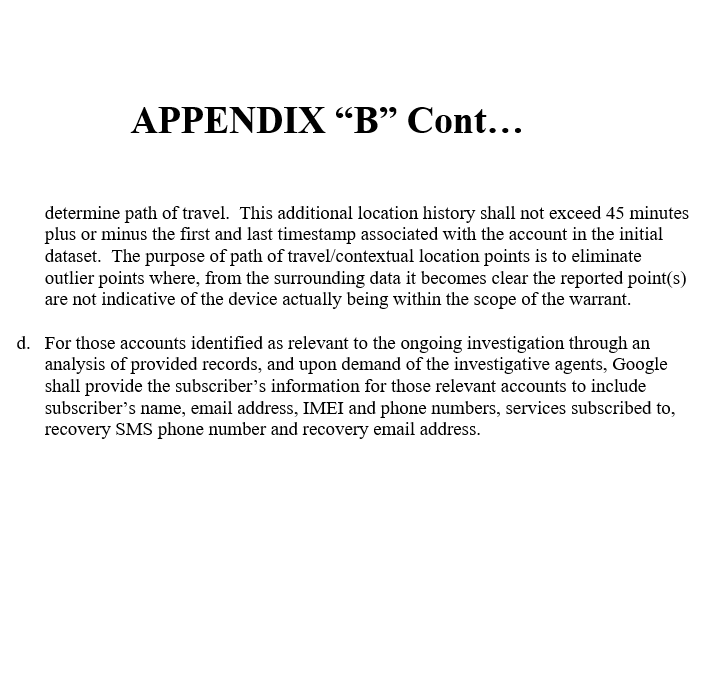 APPENDIX “B” Cont…
determine path of travel.  This additional location history shall not exceed 45 minutes
plus or minus the first and last timestamp associated with the account in the initial
dataset.  The purpose of path of travel/contextual location points is to eliminate
outlier points where, from the surrounding data it becomes clear the reported point(s)
are not indicative of the device actually being within the scope of the warrant.
d. For those accounts identified as relevant to the ongoing investigation through an
analysis of provided records, and upon demand of the investigative agents, Google
shall provide the subscriber’s information for those relevant accounts to include
subscriber’s name, email address, IMEI and phone numbers, services subscribed to,
recovery SMS phone number and recovery email address.